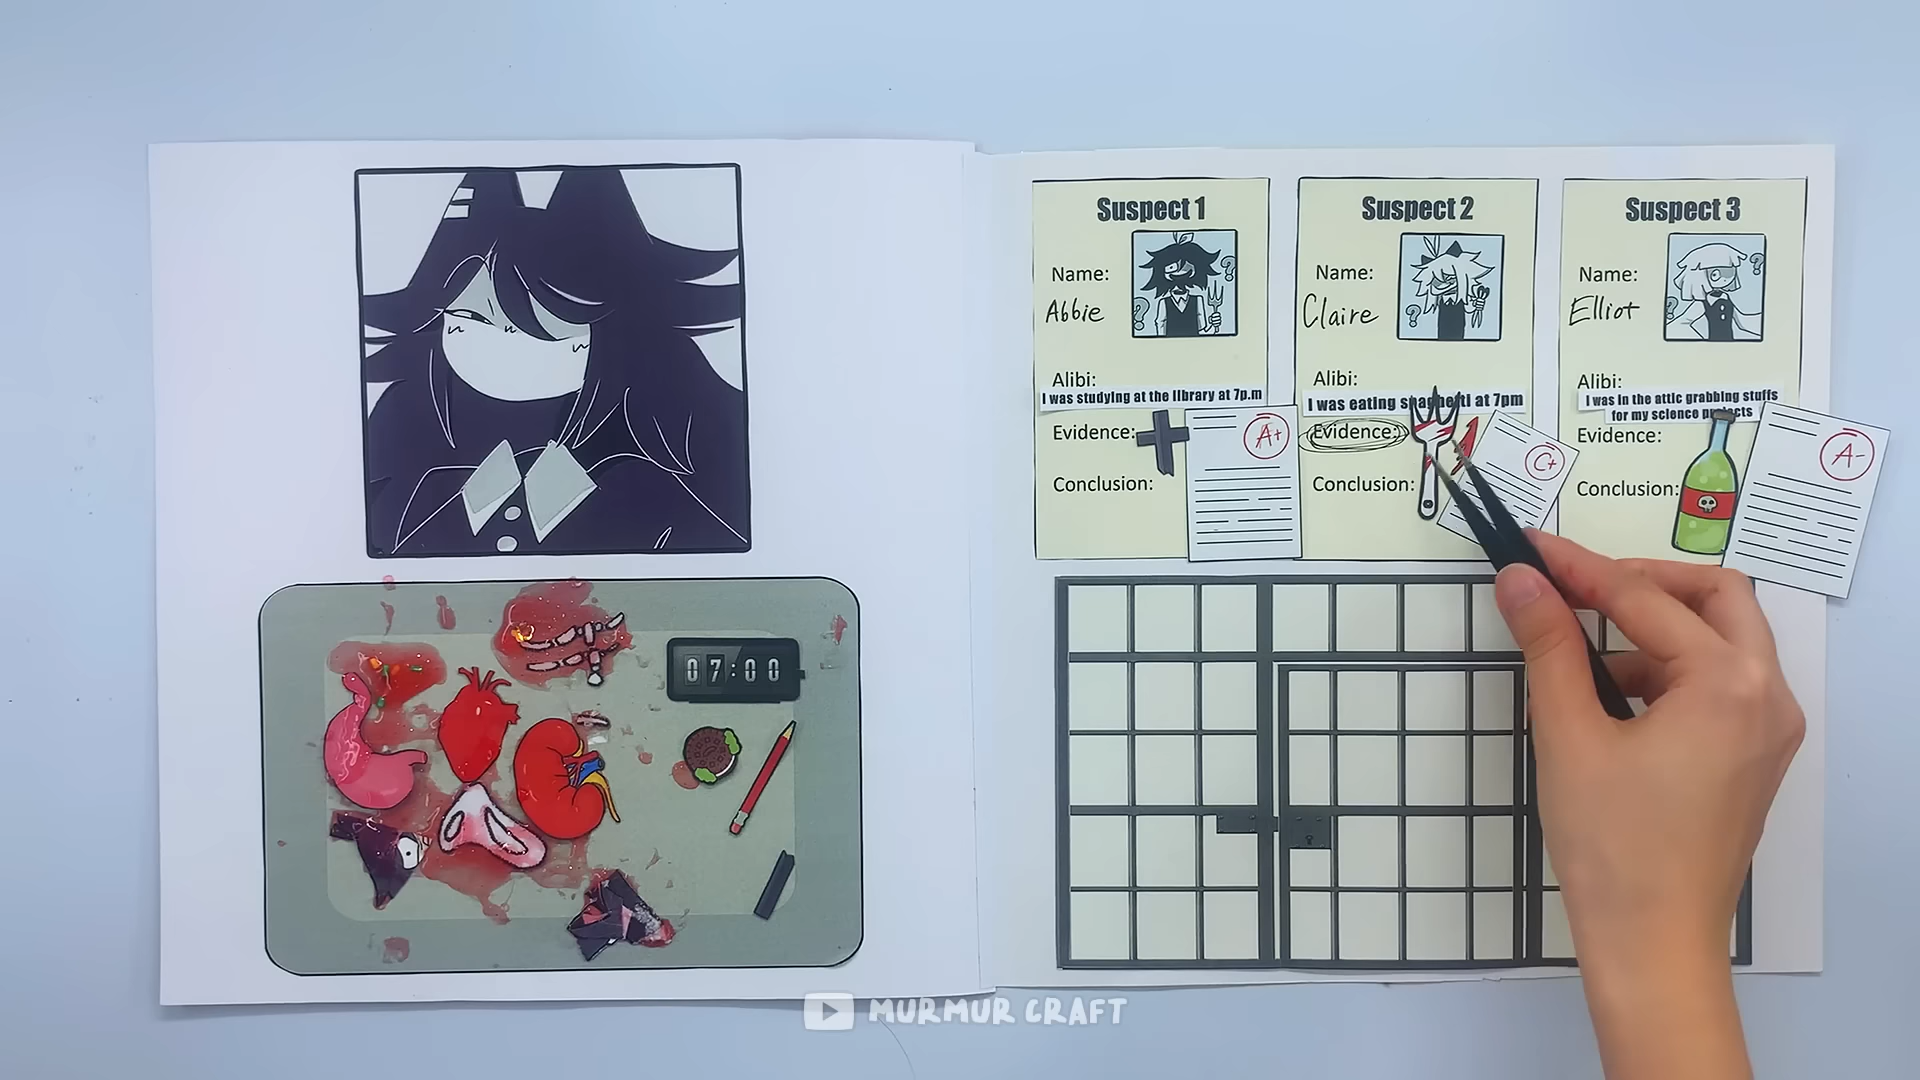 Suspect 1
Name:
Abbie
Alibi:
I was studying at the library at 7p.m
Evidence:
A+
Conclusion:
Suspect 2
Name:
Claire
Alibi:
I was eating spaghetti at 7pm
Evidence:
C+
Conclusion:
Suspect 3
Name:
Elliot
Alibi:
I was in the attic grabbing stuffs
for my science projects
Evidence:
A-
Conclusion:
07:00
MURMUR CRAFT